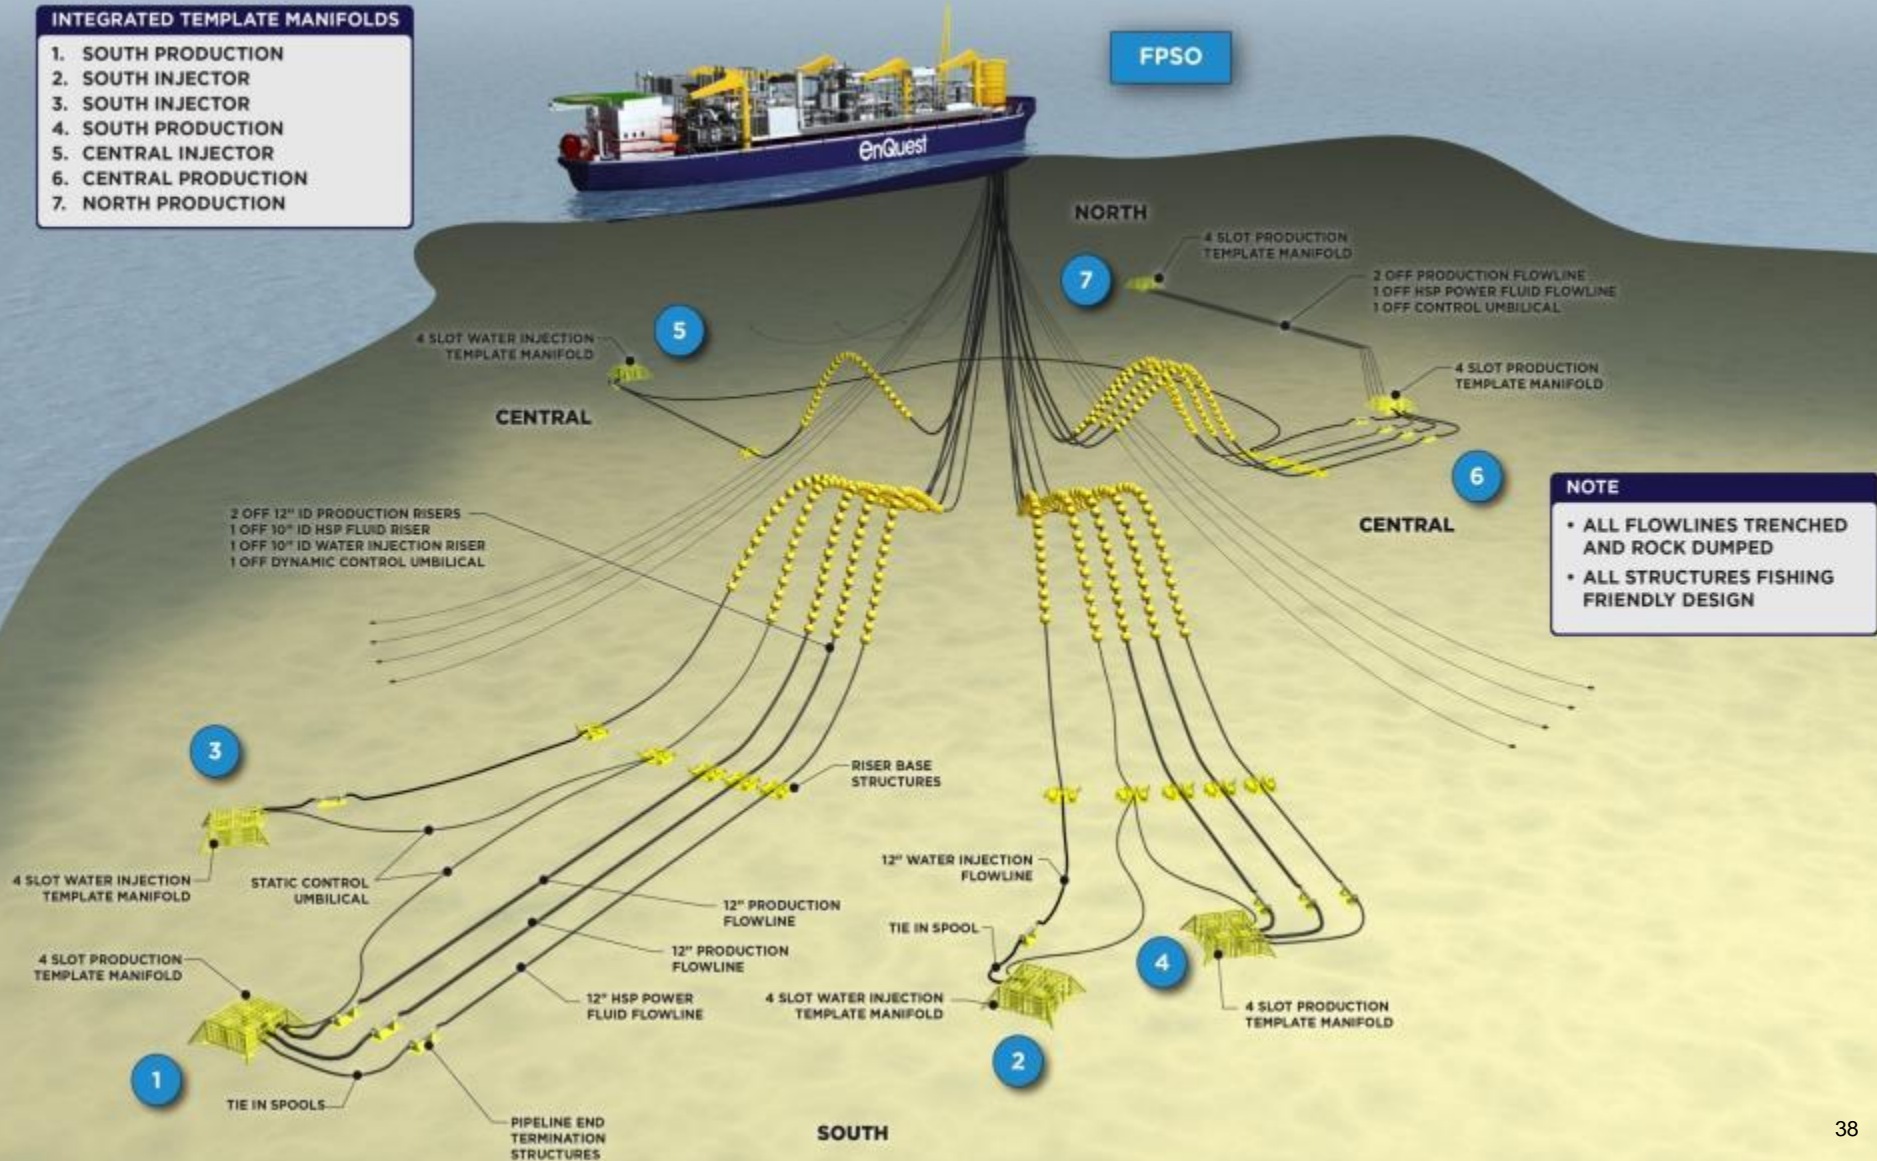 INTEGRATED TEMPLATE MANIFOLDS
1. SOUTH PRODUCTION
2. SOUTH INJECTOR
3. SOUTH INJECTOR
4. SOUTH PRODUCTION
5. CENTRAL INJECTOR
6. CENTRAL PRODUCTION
7. NORTH PRODUCTION
FPSO
EnQuest
NORTH
7
4 SLOT PRODUCTION
TEMPLATE MANIFOLD
2 OFF PRODUCTION FLOWLINE
1 OFF HSP POWER FLUID FLOWLINE
1 OFF CONTROL UMBILICAL
5
4 SLOT WATER INJECTION
TEMPLATE MANIFOLD
CENTRAL
4 SLOT PRODUCTION
TEMPLATE MANIFOLD
6
CENTRAL
NOTE
• ALL FLOWLINES TRENCHED
AND ROCK DUMPED
• ALL STRUCTURES FISHING
FRIENDLY DESIGN
2 OFF 12" ID PRODUCTION RISERS
1 OFF 10" ID HSP FLUID RISER
1 OFF 10" ID WATER INJECTION RISER
1 OFF DYNAMIC CONTROL UMBILICAL
3
RISER BASE
STRUCTURES
4 SLOT WATER INJECTION
TEMPLATE MANIFOLD
STATIC CONTROL
UMBILICAL
12" WATER INJECTION
FLOWLINE
12" PRODUCTION
FLOWLINE
TIE IN SPOOL
12" PRODUCTION
FLOWLINE
4
4 SLOT PRODUCTION
TEMPLATE MANIFOLD
12" HSP POWER
FLUID FLOWLINE
4 SLOT WATER INJECTION
TEMPLATE MANIFOLD
4 SLOT PRODUCTION
TEMPLATE MANIFOLD
1
2
TIE IN SPOOLS
PIPELINE END
TERMINATION
STRUCTURES
SOUTH
38